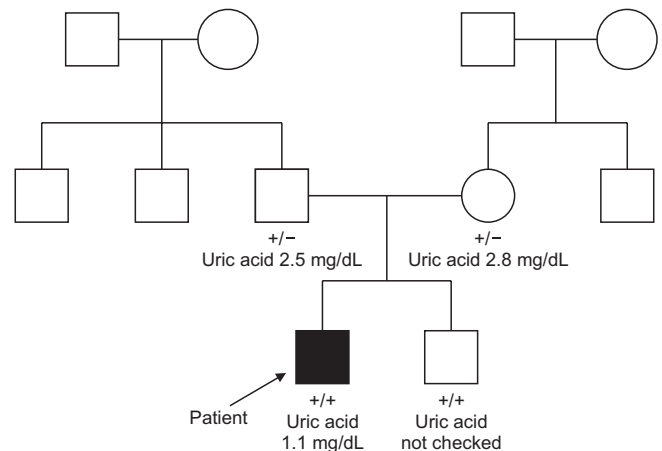 +/−
Uric acid 2.5 mg/dL
+/−
Uric acid 2.8 mg/dL
Patient
+/+
Uric acid
1.1 mg/dL
+/+
Uric acid
not checked